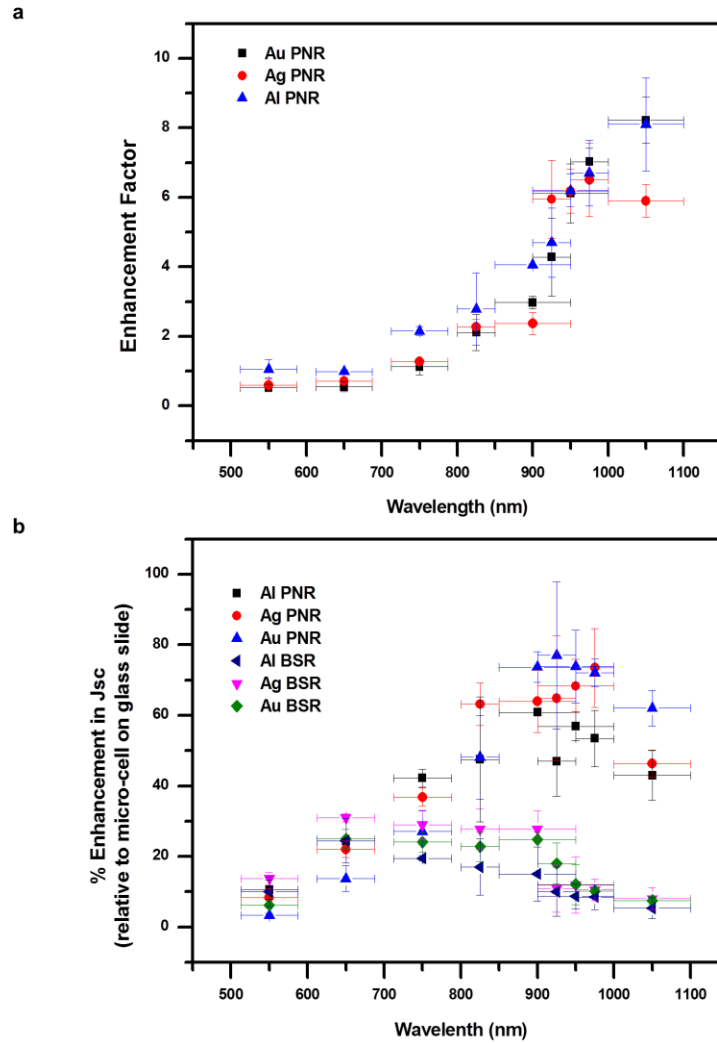 a
10
8
6
4
2
0
Enhancement Factor
Au PNR
Ag PNR
Al PNR
500 600 700 800 900 1000 1100
Wavelength (nm)
b
100
80
60
40
20
0
% Enhancement in Jsc
(relative to micro-cell on glass slide)
Al PNR
Ag PNR
Au PNR
Al BSR
Ag BSR
Au BSR
500 600 700 800 900 1000 1100
Wavelenth (nm)